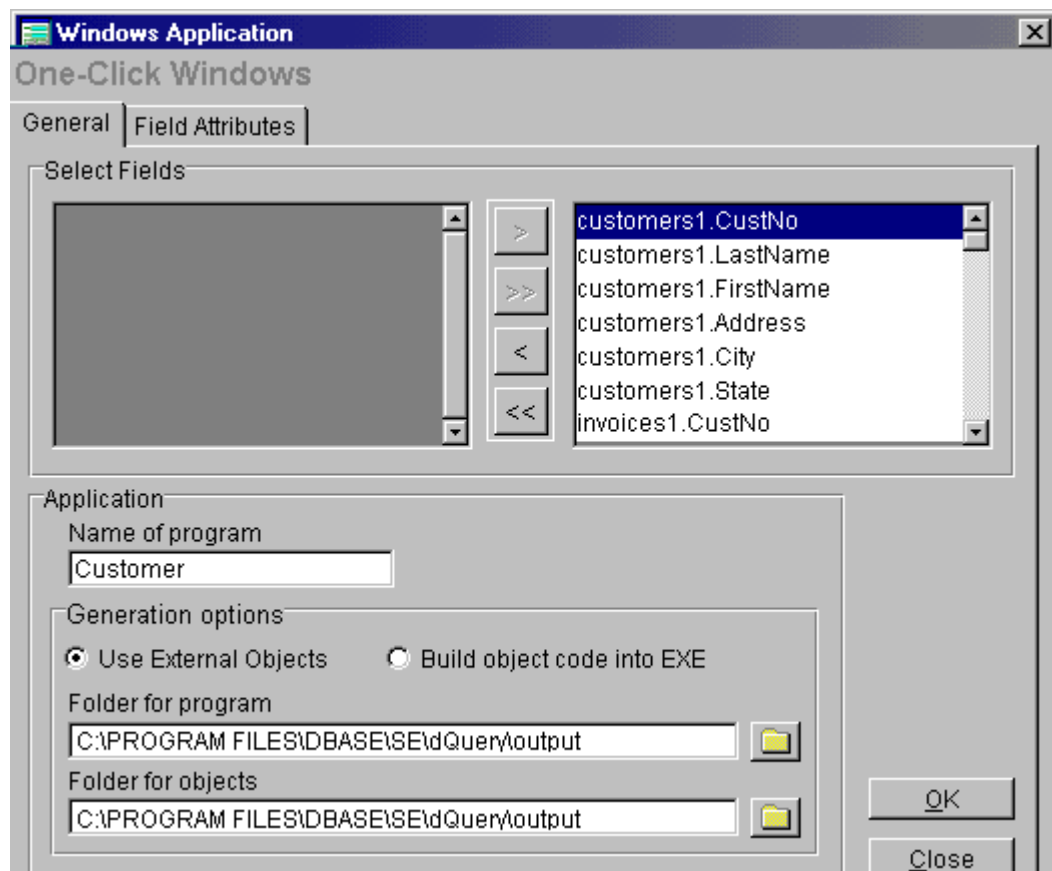 Windows Application
One-Click Windows
General
Field Attributes
Select Fields
>
>>
<
<<
customers1.CustNo
customers1.LastName
customers1.FirstName
customers1.Address
customers1.City
customers1.State
invoices1.CustNo
Application
Name of program
Customer
Generation options
Use External Objects
Build object code into EXE
Folder for program
C:\PROGRAM FILES\DBASE\SE\dQuery\output
Folder for objects
C:\PROGRAM FILES\DBASE\SE\dQuery\output
OK
Close